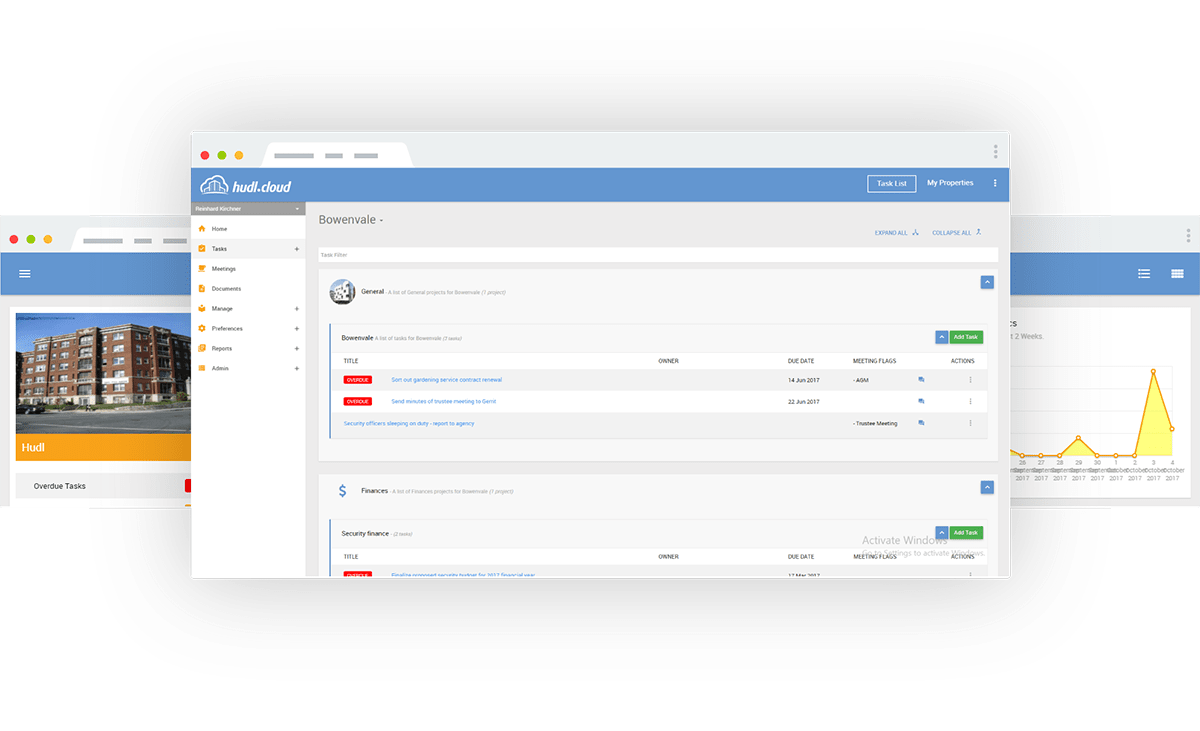 hudl.cloud
Task List
My Properties
Reinhard Kirchner
Home
Tasks
Meetings
Documents
Manage
Preferences
Reports
Admin
Bowenvale -
EXPAND ALL
COLLAPSE ALL
Task Filter
General - A list of General projects for Bowenvale (1 project)
Bowenvale A list of tasks for Bowenvale (3 tasks)
Add Task
TITLE OWNER DUE DATE MEETING FLAGS ACTIONS
OVERDUE Sort out gardening service contract renewal 14 Jun 2017 - AGM
OVERDUE Send minutes of trustee meeting to Gerrit 22 Jun 2017
Security officers sleeping on duty - report to agency - Trustee Meeting
Finances - A list of Finances projects for Bowenvale (1 project)
Security finance - (2 tasks)
Add Task
TITLE OWNER DUE DATE MEETING FLAGS ACTIONS
OVERDUE Finalise proposed security budget for 2017 financial year 17 Mar 2017
Activate Windows
Go to Settings to activate Windows.
Hudl
Overdue Tasks
cs
t 2 Weeks.
26 27 28 29 30 1 2 3 4
September September September September October October October October
2017 2017 2017 2017 2017 2017 2017 2017 2017